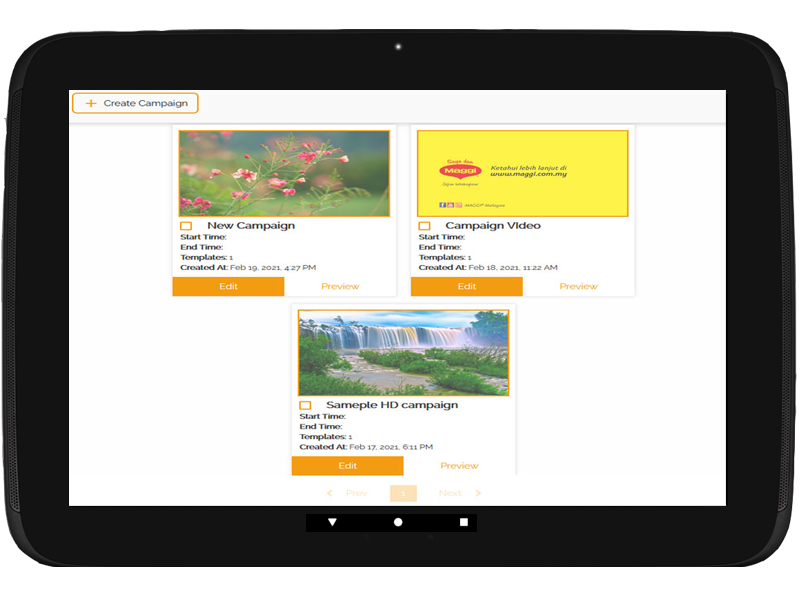 Create Campaign
New Campaign
Start Time:
End Time:
Templates: 1
Created At: Feb 19, 2021, 4:27 PM
Edit
Preview
Maggi
Ketahui lebih lanjut di
www.maggi.com.my
MAGGI® Malaysia
Campaign VIdeo
Start Time:
End Time:
Templates: 1
Created At: Feb 18, 2021, 11:22 AM
Edit
Preview
Sameple HD campaign
Start Time:
End Time:
Templates: 1
Created At: Feb 17, 2021, 6:11 PM
Edit
Preview
Prev
1
Next